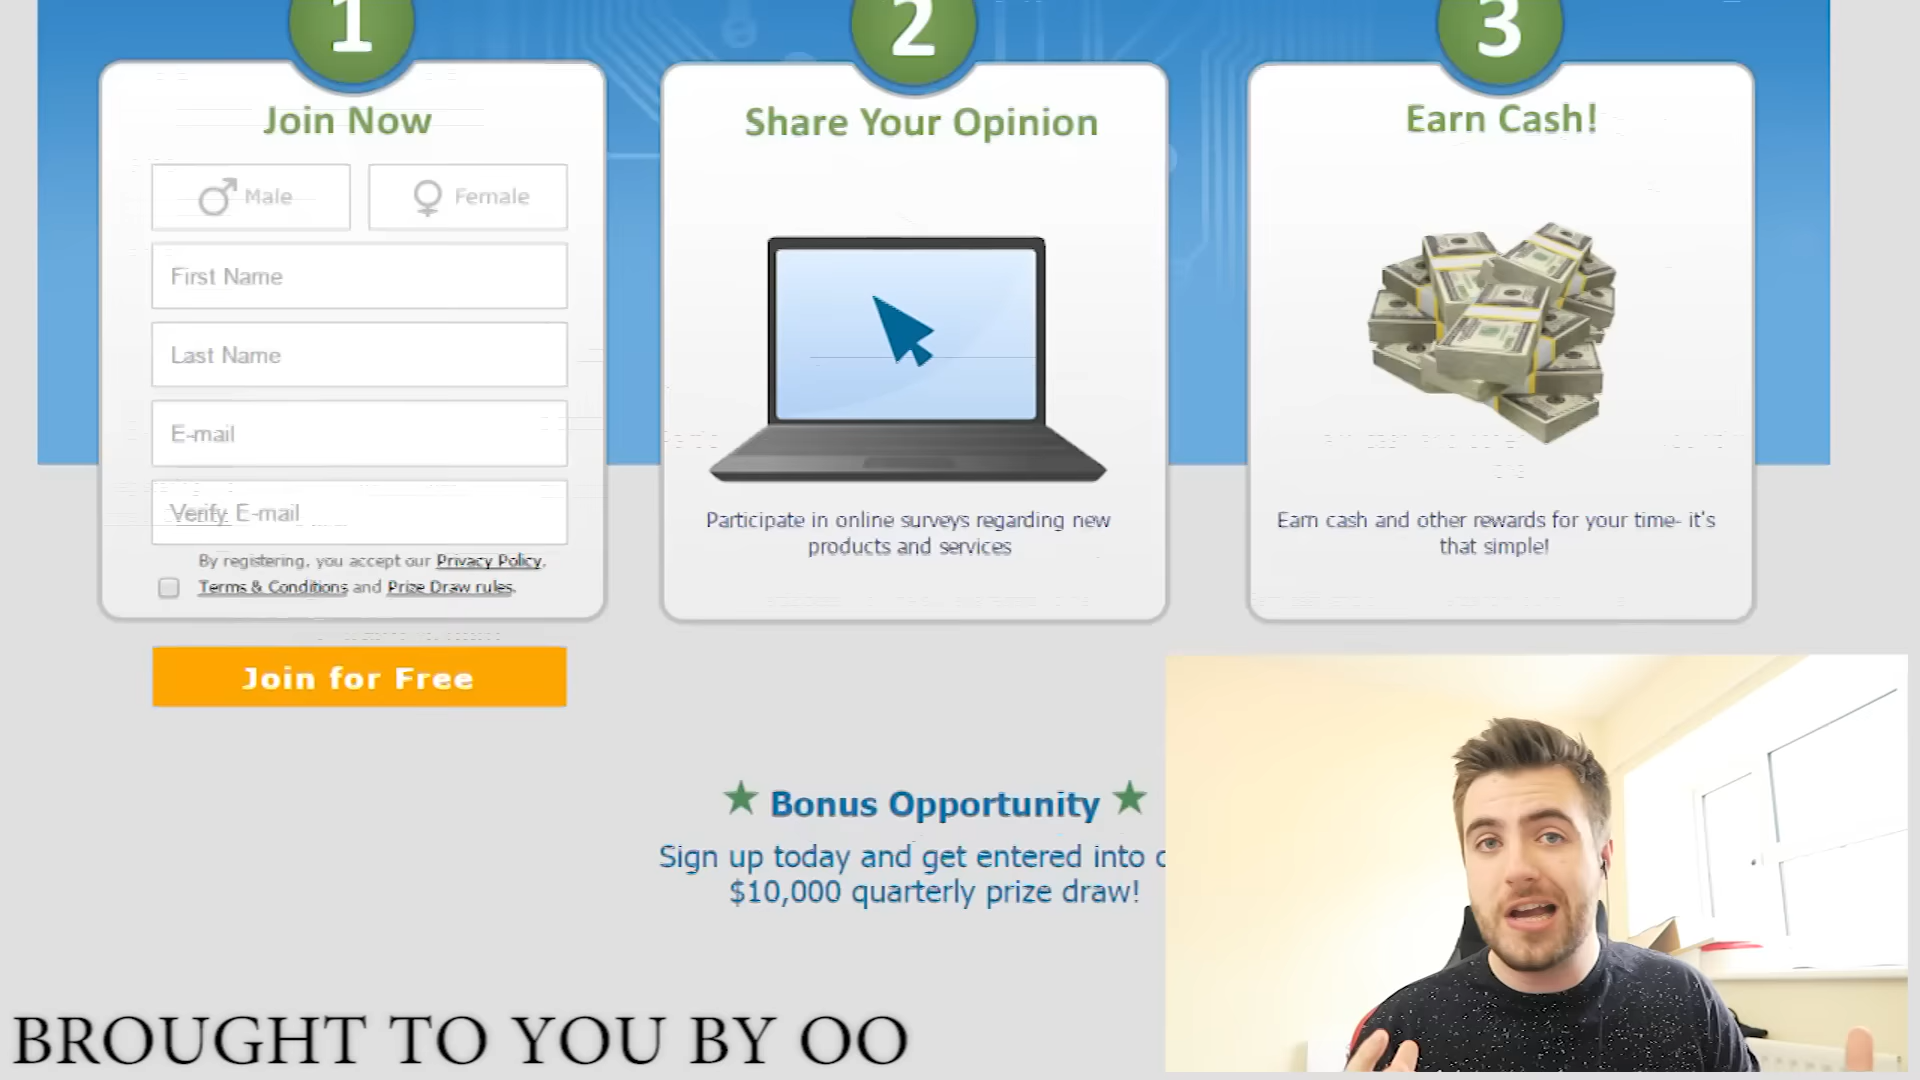 1
2
3
Join Now
Male
Female
First Name
Last Name
E-mail
Verify E-mail
By registering, you accept our Privacy Policy,
Terms & Conditions and Prize Draw rules.
Join for Free
Share Your Opinion
Participate in online surveys regarding new
products and services
Earn Cash!
Earn cash and other rewards for your time- it's
that simple!
Bonus Opportunity
Sign up today and get entered into
$10,000 quarterly prize draw!
BROUGHT TO YOU BY OO